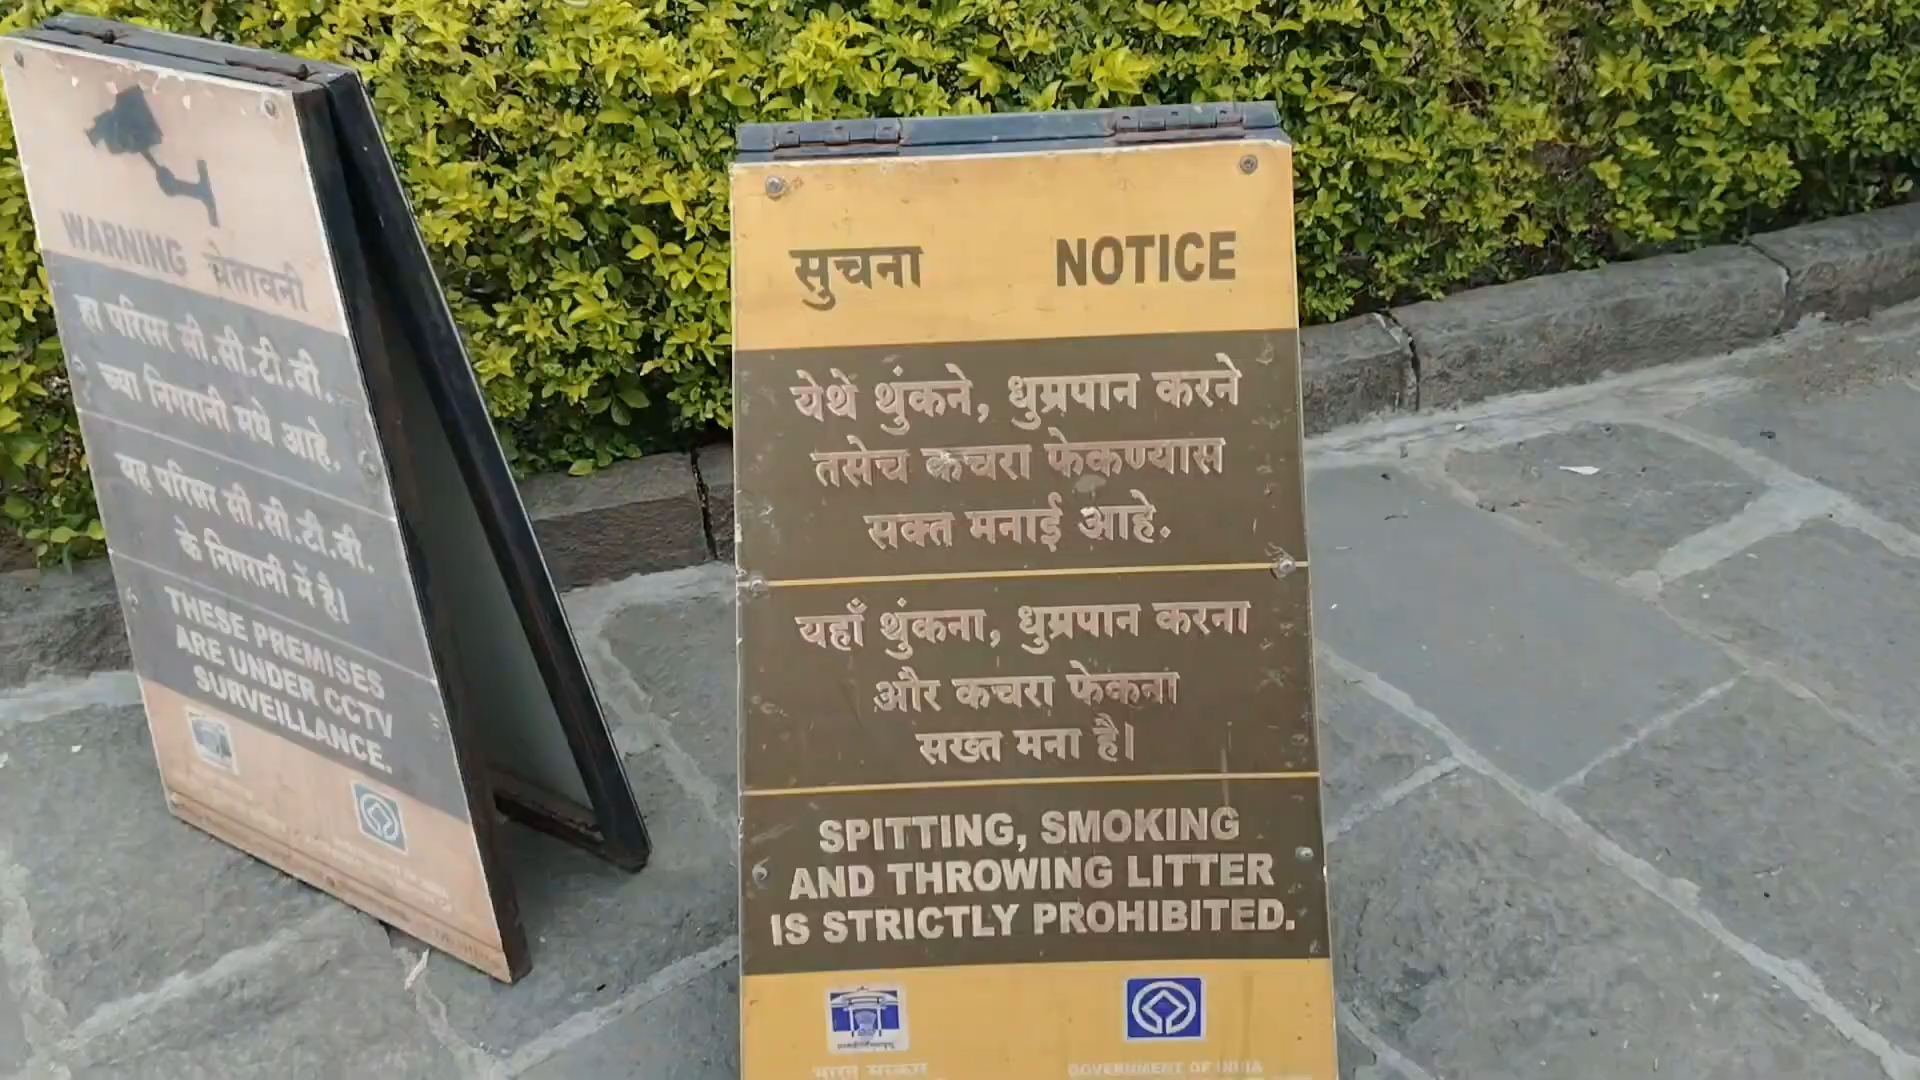 WARNING चेतावनी
हा परिसर सी.सी.टी.वी.
च्या निगरानी मधे आहे.
यह परिसर सी.सी.टी.वी.
के निगरानी में है।
THESE PREMISES
ARE UNDER CCTV
SURVEILLANCE.
सुचना NOTICE
येथे थुंकने, धुम्रपान करने
तसेच कचरा फेकण्यास
सक्त मनाई आहे.
यहाँ थुंकना, धुम्रपान करना
और कचरा फेकना
सख्त मना है।
SPITTING, SMOKING
AND THROWING LITTER
IS STRICTLY PROHIBITED.
भारत सरकार GOVERNMENT OF INDIA